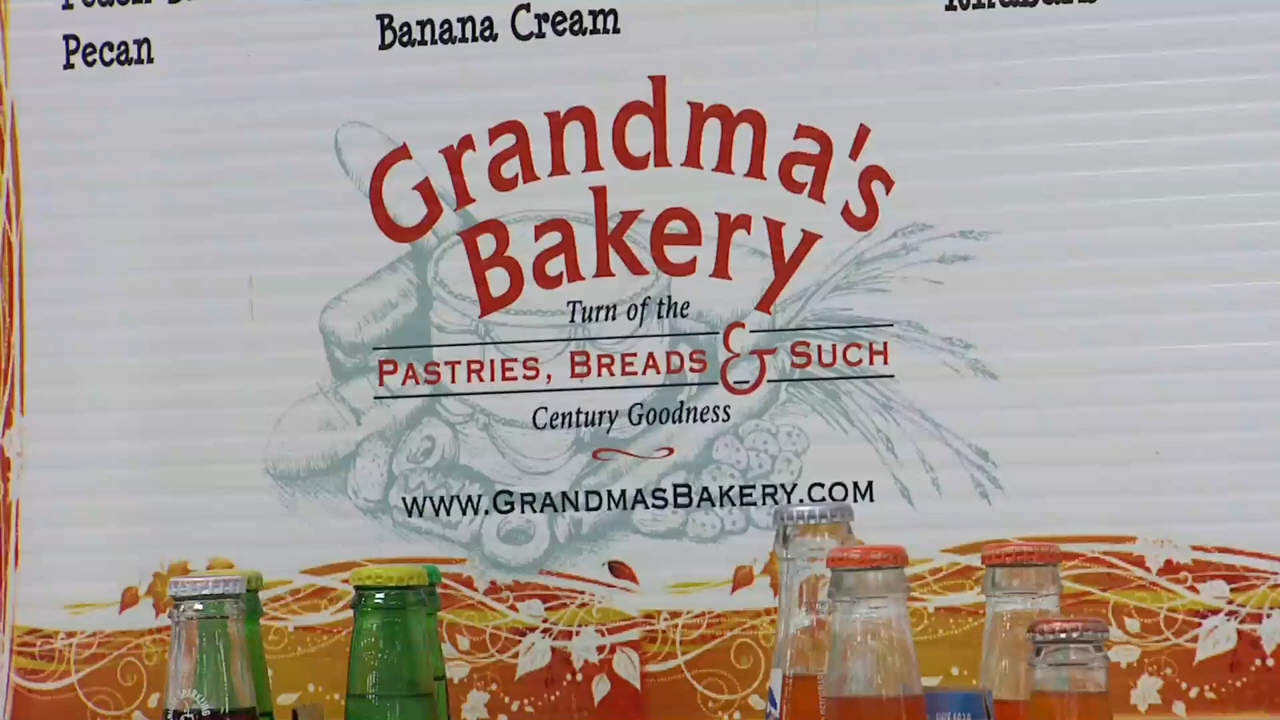 Pecan
Banana Cream
Grandma's
Bakery
Turn of the
PASTRIES, BREADS & SUCH
Century Goodness
WWW.GRANDMASBAKERY.COM